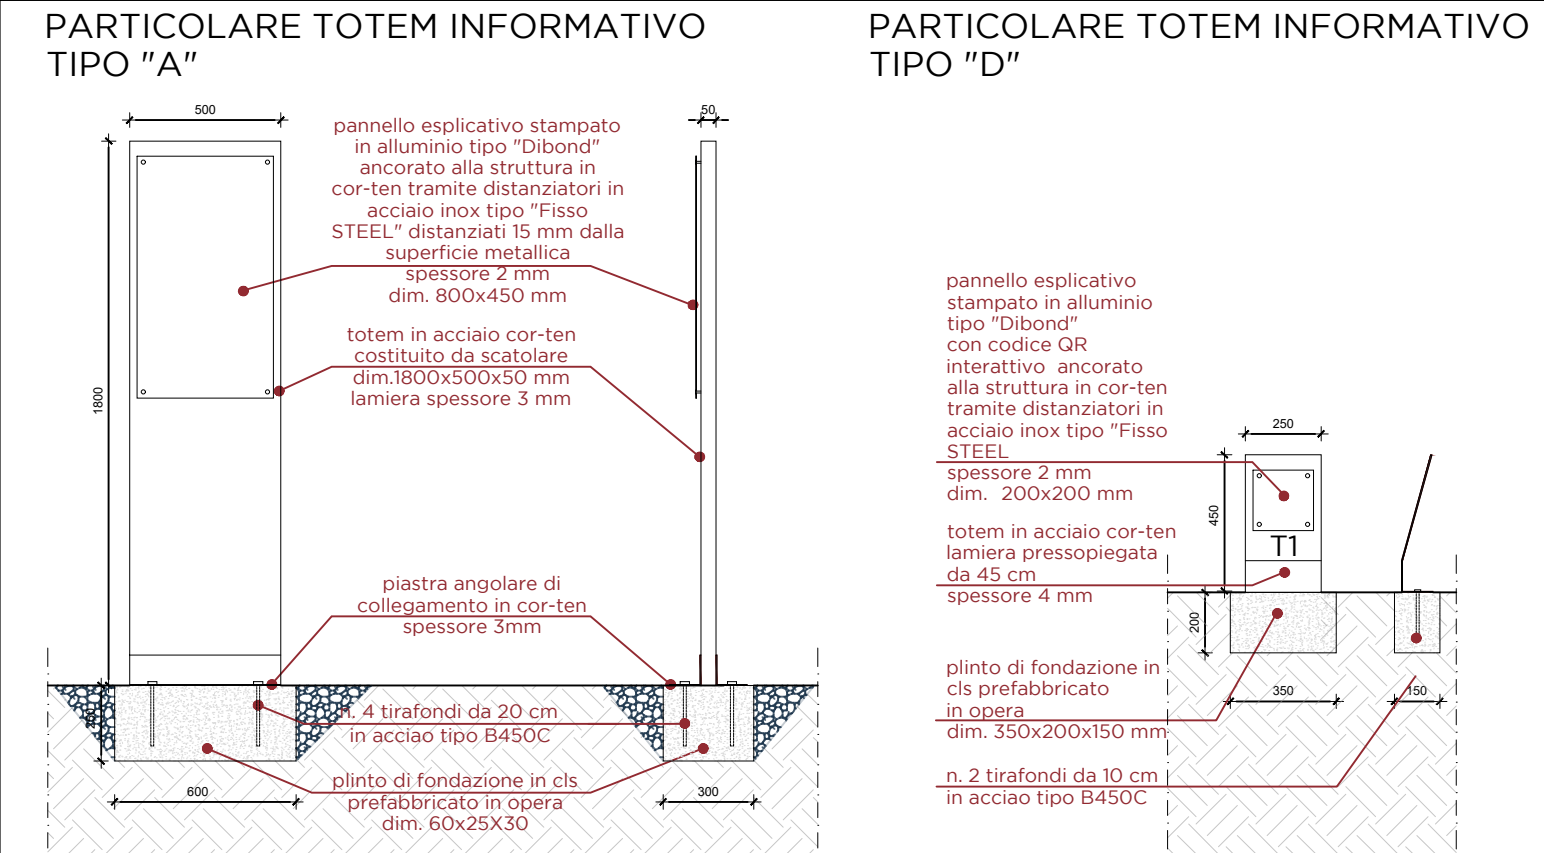 PARTICOLARE TOTEM INFORMATIVO
TIPO "A"
500
50
1800
pannello esplicativo stampato
in alluminio tipo "Dibond"
ancorato alla struttura in
cor-ten tramite distanziatori in
acciaio inox tipo "Fisso
STEEL" distanziati 15 mm dalla
superficie metallica
spessore 2 mm
dim. 800x450 mm
totem in acciaio cor-ten
costituito da scatolare
dim.1800x500x50 mm
lamiera spessore 3 mm
piastra angolare di
collegamento in cor-ten
spessore 3mm
n. 4 tirafondi da 20 cm
in acciao tipo B450C
plinto di fondazione in cls
prefabbricato in opera
dim. 60x25X30
600
300
PARTICOLARE TOTEM INFORMATIVO
TIPO "D"
pannello esplicativo
stampato in alluminio
tipo "Dibond"
con codice QR
interattivo ancorato
alla struttura in cor-ten
tramite distanziatori in
acciaio inox tipo "Fisso
STEEL
spessore 2 mm
dim. 200x200 mm
totem in acciaio cor-ten
lamiera pressopiegata
da 45 cm
spessore 4 mm
plinto di fondazione in
cls prefabbricato
in opera
dim. 350x200x150 mm
n. 2 tirafondi da 10 cm
in acciao tipo B450C
250
450
T1
200
350
150